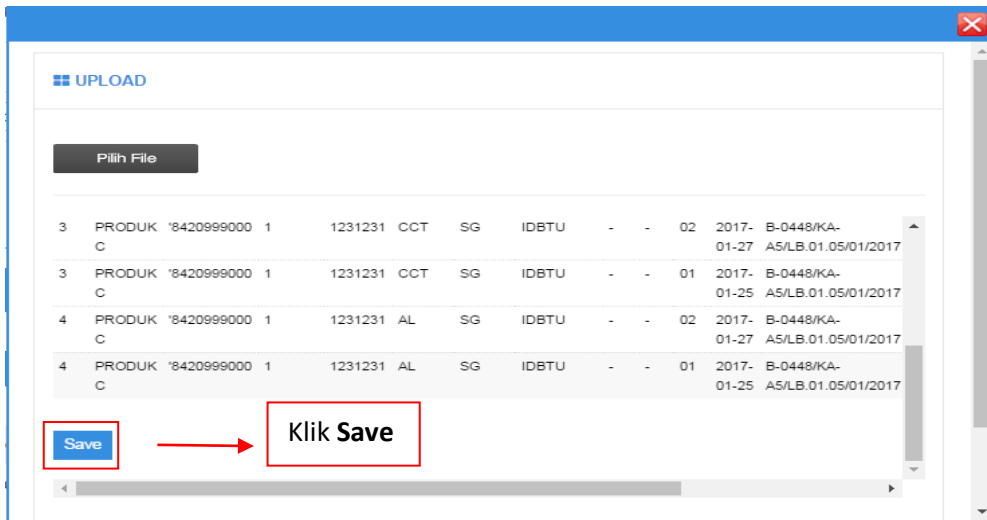 UPLOAD
Pilih File
3 PRODUK '8420999000 1 1231231 CCT SG IDBTU - - 02 2017- B-0448/KA-
C 01-27 A5/LB.01.05/01/2017
3 PRODUK '8420999000 1 1231231 CCT SG IDBTU - - 01 2017- B-0448/KA-
C 01-25 A5/LB.01.05/01/2017
4 PRODUK '8420999000 1 1231231 AL SG IDBTU - - 02 2017- B-0448/KA-
C 01-27 A5/LB.01.05/01/2017
4 PRODUK '8420999000 1 1231231 AL SG IDBTU - - 01 2017- B-0448/KA-
C 01-25 A5/LB.01.05/01/2017
Save
Klik Save